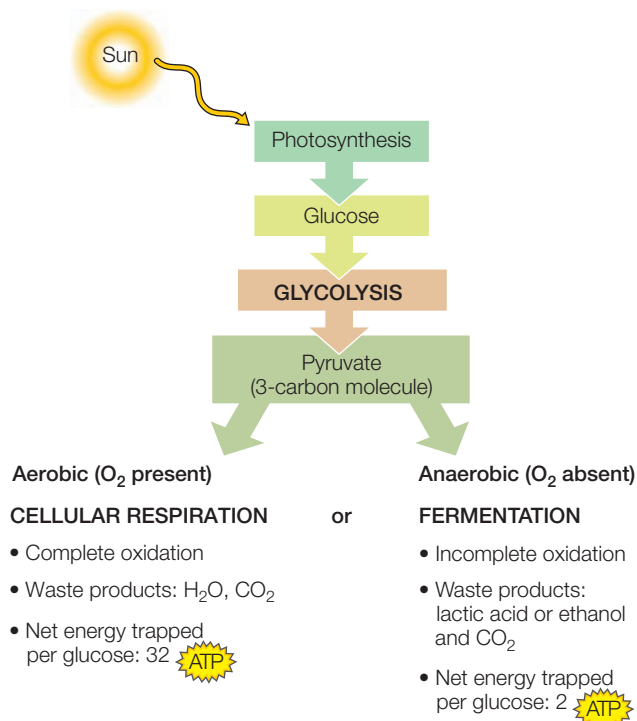 Sun
Photosynthesis
Glucose
GLYCOLYSIS
Pyruvate
(3-carbon molecule)
Aerobic (O₂ present)
CELLULAR RESPIRATION
• Complete oxidation
• Waste products: H₂O, CO₂
• Net energy trapped
per glucose: 32 ATP
or
Anaerobic (O₂ absent)
FERMENTATION
• Incomplete oxidation
• Waste products:
lactic acid or ethanol
and CO₂
• Net energy trapped
per glucose: 2 ATP